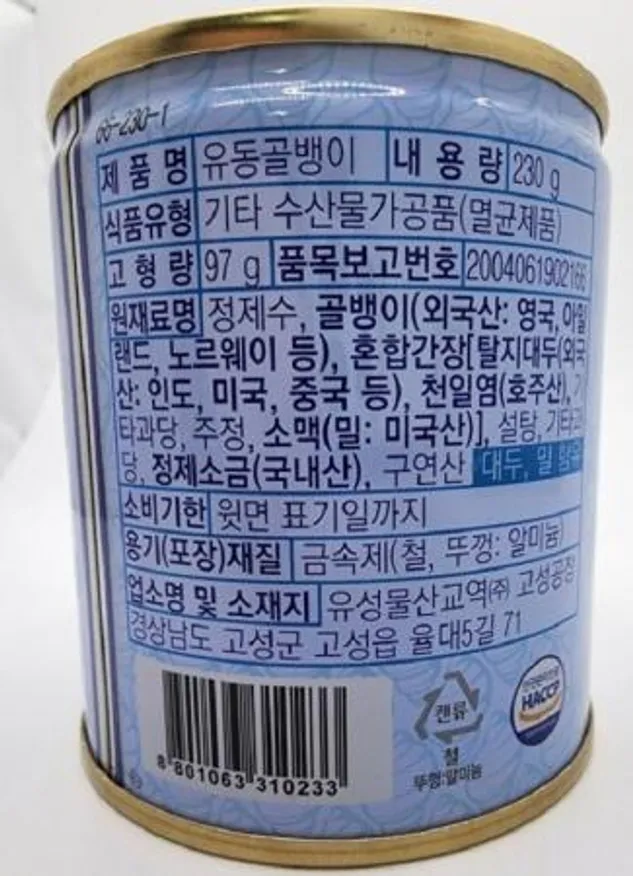 66-230-1
제품명 유동골뱅이 내용량 230 g
식품유형 기타 수산물가공품(멸균제품)
고형량 97 g 품목보고번호 2004061902166
원재료명 정제수, 골뱅이(외국산: 영국, 아일
랜드, 노르웨이 등), 혼합간장[탈지대두(외국
산: 인도, 미국, 중국 등), 천일염(호주산), 기
타과당, 주정, 소맥(밀: 미국산)], 설탕, 기타과
당, 정제소금(국내산), 구연산 대두, 밀 함유
소비기한 윗면 표기일까지
용기(포장)재질 금속제(철, 뚜껑: 알미늄)
업소명 및 소재지 유성물산교역㈜ 고성공장
경상남도 고성군 고성읍 율대5길 71
캔류
철
뚜껑:알미늄
HACCP
8 801063 310233